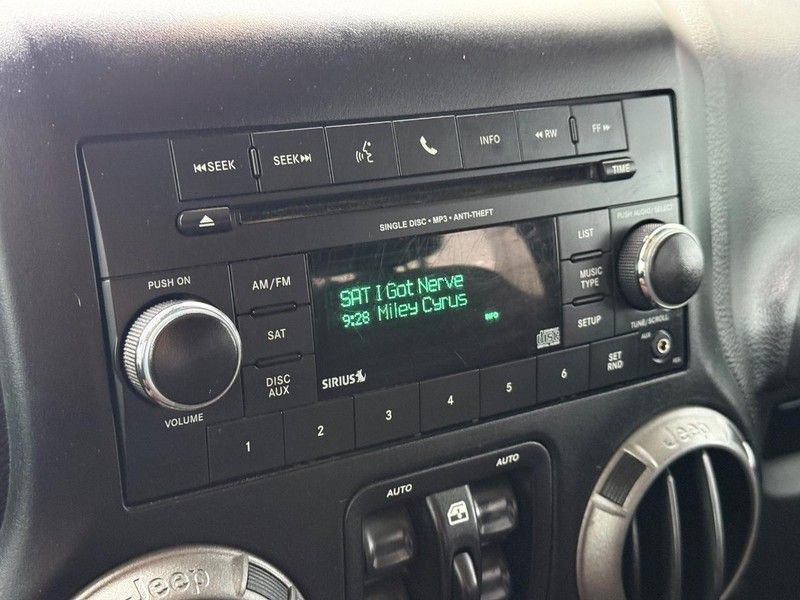 SEEK
SEEK
INFO
RW
FF
TIME
SINGLE DISC • MP3 • ANTI-THEFT
PUSH AUDIO/SELECT
PUSH ON
AM/FM
SAT I Got Nerve
9:28 Miley Cyrus
INFO
LIST
MUSIC TYPE
SAT
SETUP
TUNE/SCROLL
DISC AUX
SIRIUS
disc
SET RND
AUX
VOLUME
1
2
3
4
5
6
AUTO
AUTO
Jeep
Jeep